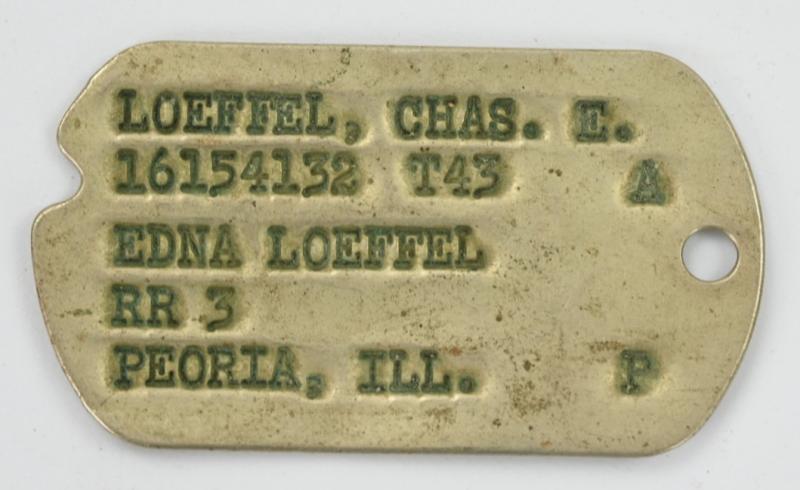 LOEFFEL, CHAS. E.
16154132 T43 A
EDNA LOEFFEL
RR 3
PEORIA, ILL. P